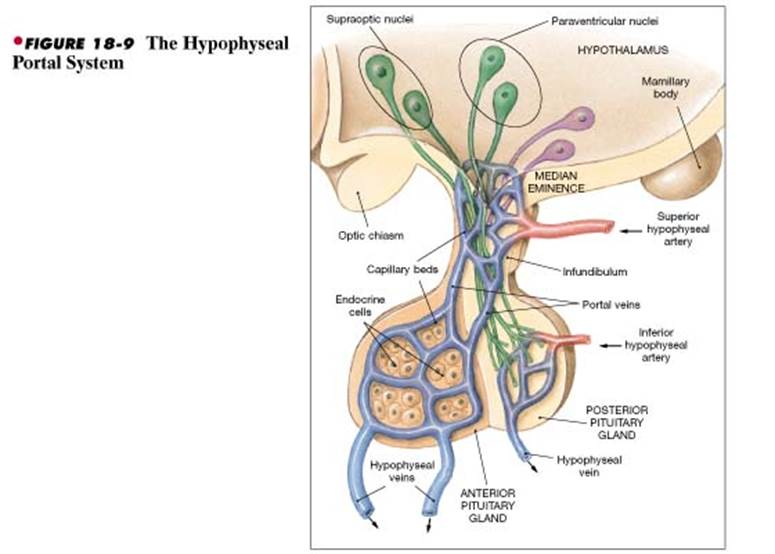 •FIGURE 18-9 The Hypophyseal
Portal System
Supraoptic nuclei
Paraventricular nuclei
HYPOTHALAMUS
Mamillary
body
MEDIAN
EMINENCE
Optic chiasm
Superior
hypophyseal
artery
Capillary beds
Infundibulum
Endocrine
cells
Portal veins
Inferior
hypophyseal
artery
POSTERIOR
PITUITARY
GLAND
Hypophyseal
veins
Hypophyseal
vein
ANTERIOR
PITUITARY
GLAND